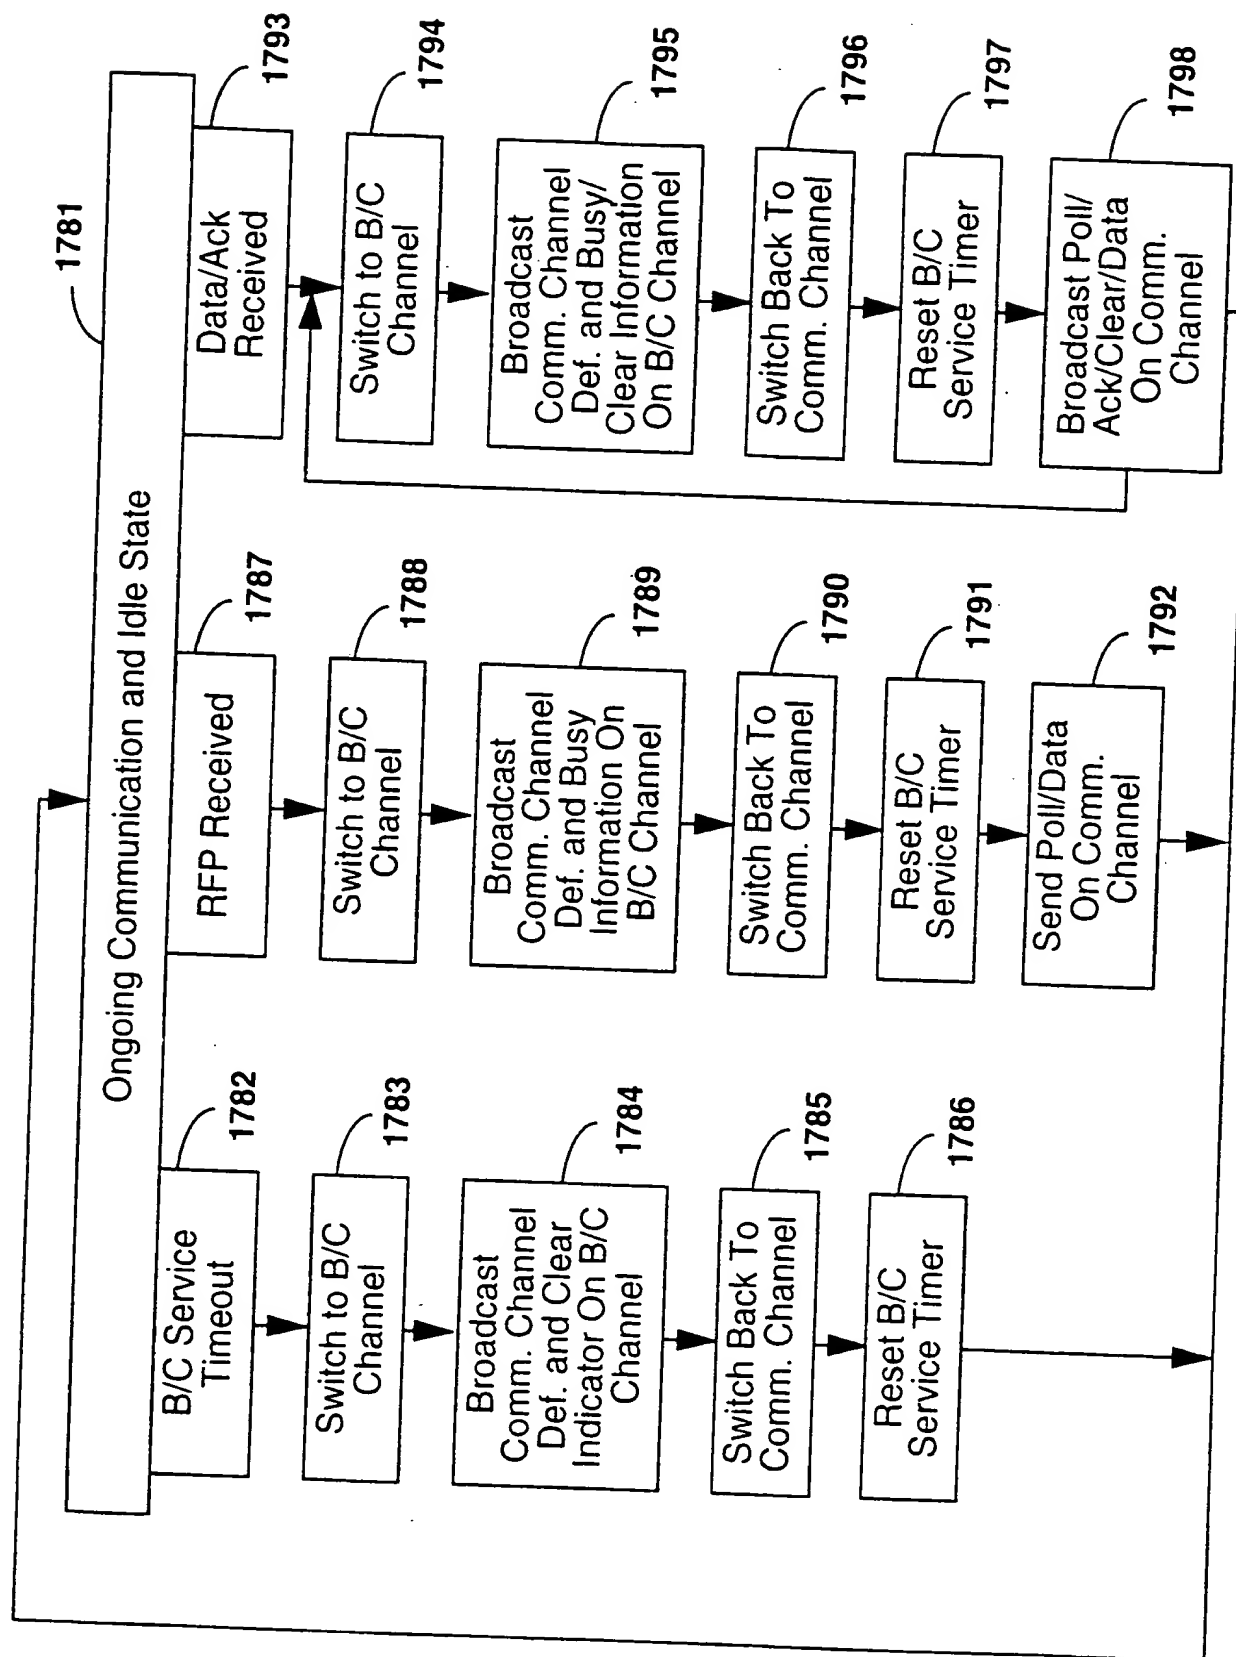 1781
Ongoing Communication and Idle State
B/C Service
Timeout
1782
Switch to B/C
Channel
1783
Broadcast
Comm. Channel
Def. and Clear
Indicator On B/C
Channel
1784
Switch Back To
Comm. Channel
1785
Reset B/C
Service Timer
1786
RFP Received
1787
Switch to B/C
Channel
1788
Broadcast
Comm. Channel
Def. and Busy
Information On
B/C Channel
1789
Switch Back To
Comm. Channel
1790
Reset B/C
Service Timer
1791
Send Poll/Data
On Comm.
Channel
1792
Data/Ack
Received
1793
Switch to B/C
Channel
1794
Broadcast
Comm. Channel
Def. and Busy/
Clear Information
On B/C Channel
1795
Switch Back To
Comm. Channel
1796
Reset B/C
Service Timer
1797
Broadcast Poll/
Ack/Clear/Data
On Comm.
Channel
1798